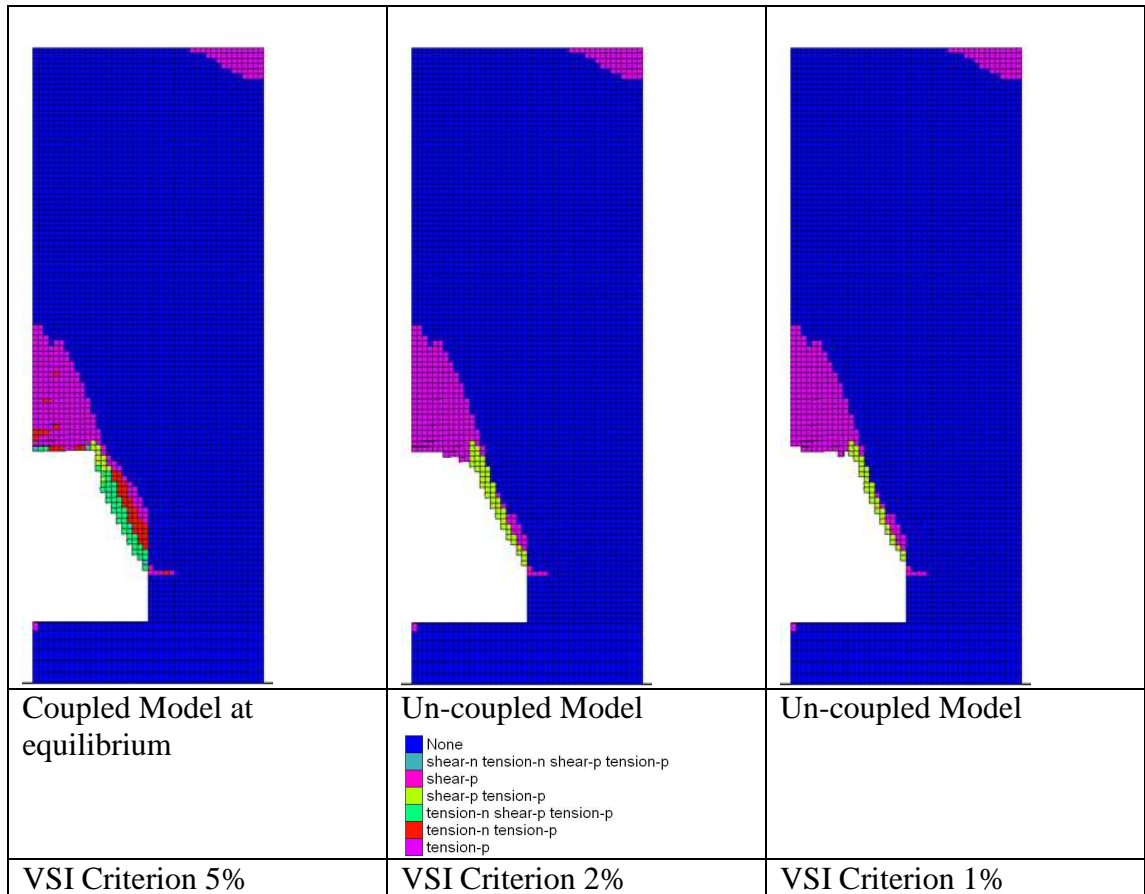 Coupled Model at
equilibrium
Un-coupled Model
None
shear-n tension-n shear-p tension-p
shear-p
shear-p tension-p
tension-n shear-p tension-p
tension-n tension-p
tension-p
Un-coupled Model
VSI Criterion 5%
VSI Criterion 2%
VSI Criterion 1%